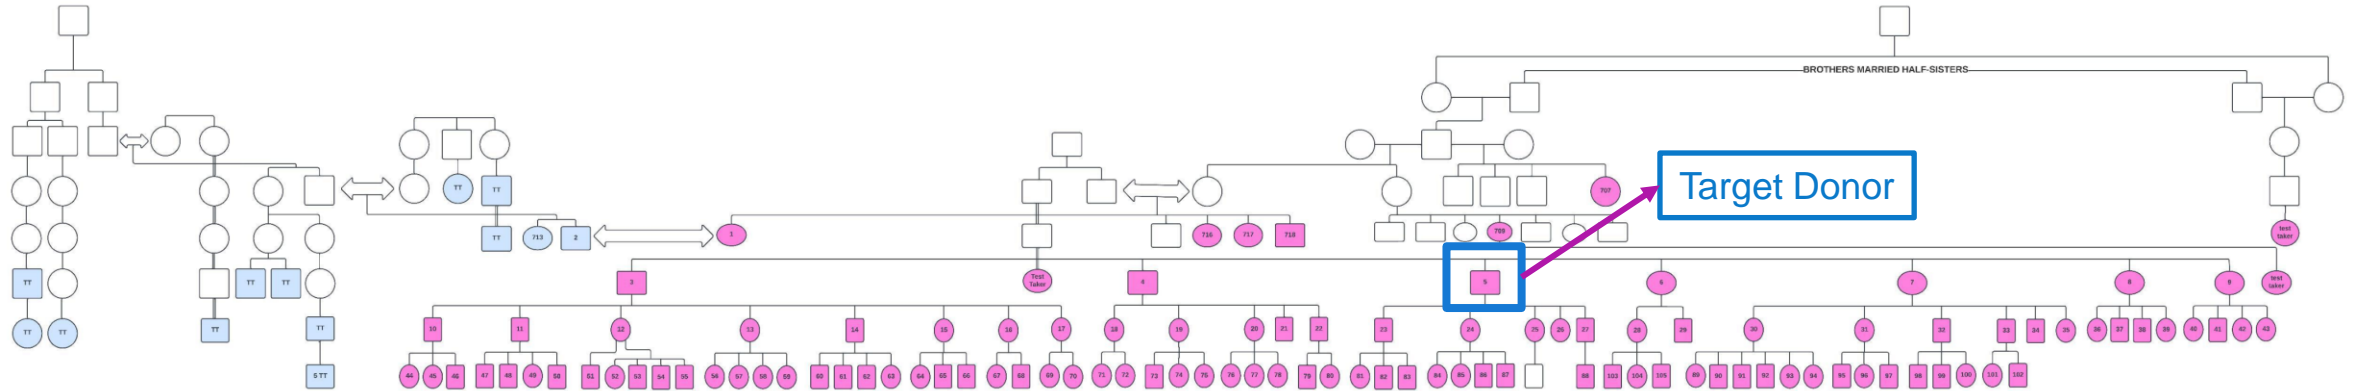 BROTHERS MARRIED HALF-SISTERS
Target Donor
TT TT
TT 707
TT 713 2 1 716 717 718 769 test taker
TT 3 Test Taker 4 5 6 7 8 9 test taker
TT TT
TT TT TT TT 10 11 12 13 14 15 16 17 18 19 20 21 22 23 24 25 26 27 28 29 30 31 32 33 34 35 36 37 38 39 40 41 42 43
5 TT 44 45 46 47 48 49 50 51 52 53 54 55 56 57 58 59 60 61 62 63 64 65 66 67 68 69 70 71 72 73 74 75 76 77 78 79 80 81 82 83 84 85 86 87 88 103 104 105 89 90 91 92 93 94 95 96 97 98 99 100 101 102